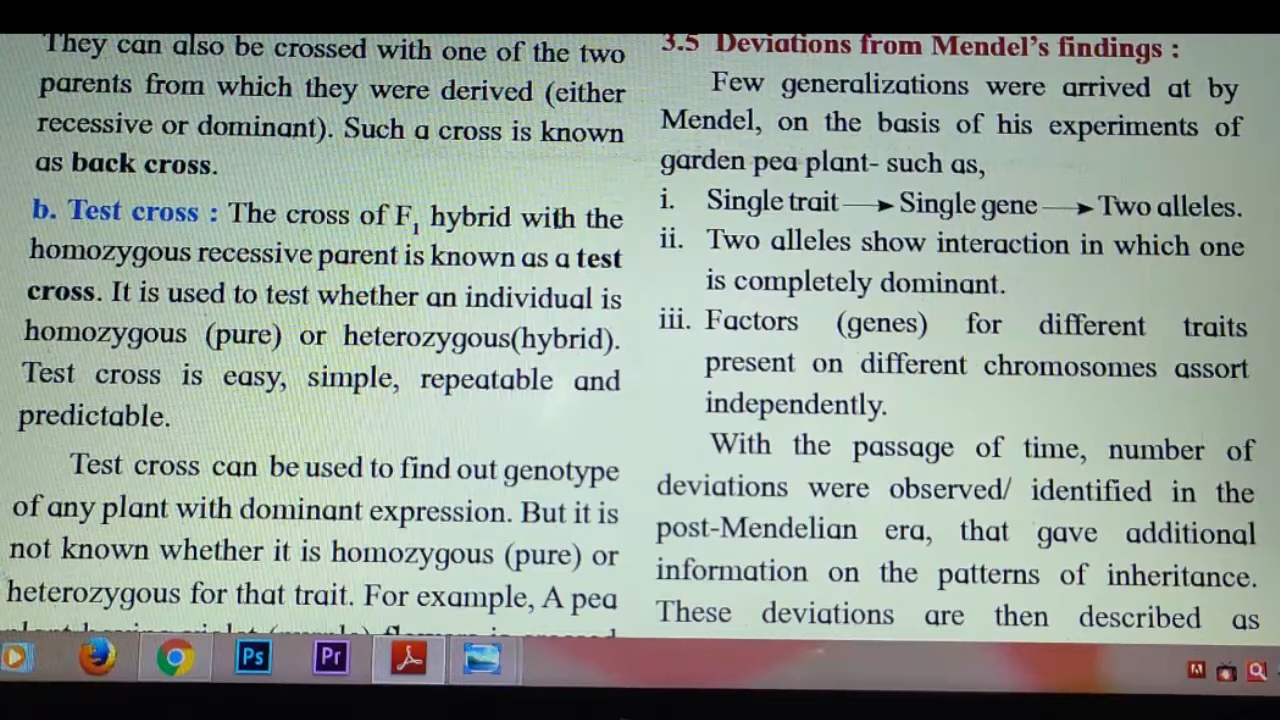 They can also be crossed with one of the two
parents from which they were derived (either
recessive or dominant). Such a cross is known
as back cross.
b. Test cross : The cross of F₁ hybrid with the
homozygous recessive parent is known as a test
cross. It is used to test whether an individual is
homozygous (pure) or heterozygous(hybrid).
Test cross is easy, simple, repeatable and
predictable.
Test cross can be used to find out genotype
of any plant with dominant expression. But it is
not known whether it is homozygous (pure) or
heterozygous for that trait. For example, A pea
3.5 Deviations from Mendel's findings :
Few generalizations were arrived at by
Mendel, on the basis of his experiments of
garden pea plant- such as,
i. Single trait → Single gene → Two alleles.
ii. Two alleles show interaction in which one
is completely dominant.
iii. Factors (genes) for different traits
present on different chromosomes assort
independently.
With the passage of time, number of
deviations were observed/ identified in the
post-Mendelian era, that gave additional
information on the patterns of inheritance.
These deviations are then described as
Ps
Pr